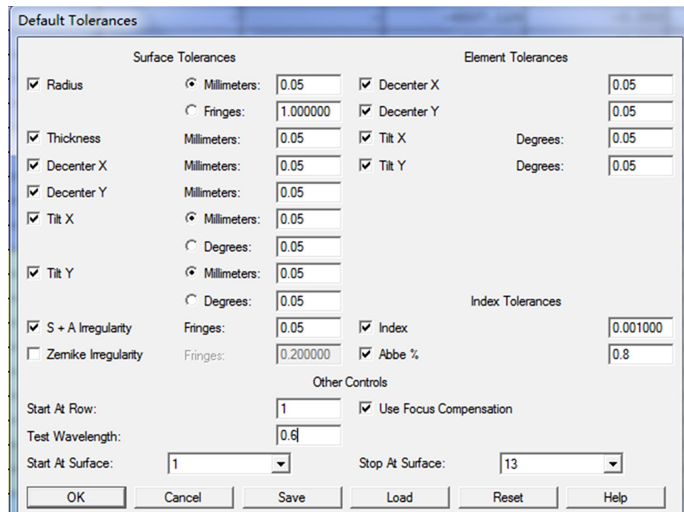 Default Tolerances
Surface Tolerances Element Tolerances
Radius Millimeters: 0.05 Decenter X 0.05
Fringes: 1.000000 Decenter Y 0.05
Thickness Millimeters: 0.05 Tilt X Degrees: 0.05
Decenter X Millimeters: 0.05 Tilt Y Degrees: 0.05
Decenter Y Millimeters: 0.05
Tilt X Millimeters: 0.05
Degrees: 0.05
Tilt Y Millimeters: 0.05
Degrees: 0.05 Index Tolerances
S + A Irregularity Fringes: 0.05 Index 0.001000
Zernike Irregularity Fringes: 0.200000 Abbe % 0.8
Other Controls
Start At Row: 1 Use Focus Compensation
Test Wavelength: 0.6
Start At Surface: 1 Stop At Surface: 13
OK Cancel Save Load Reset Help